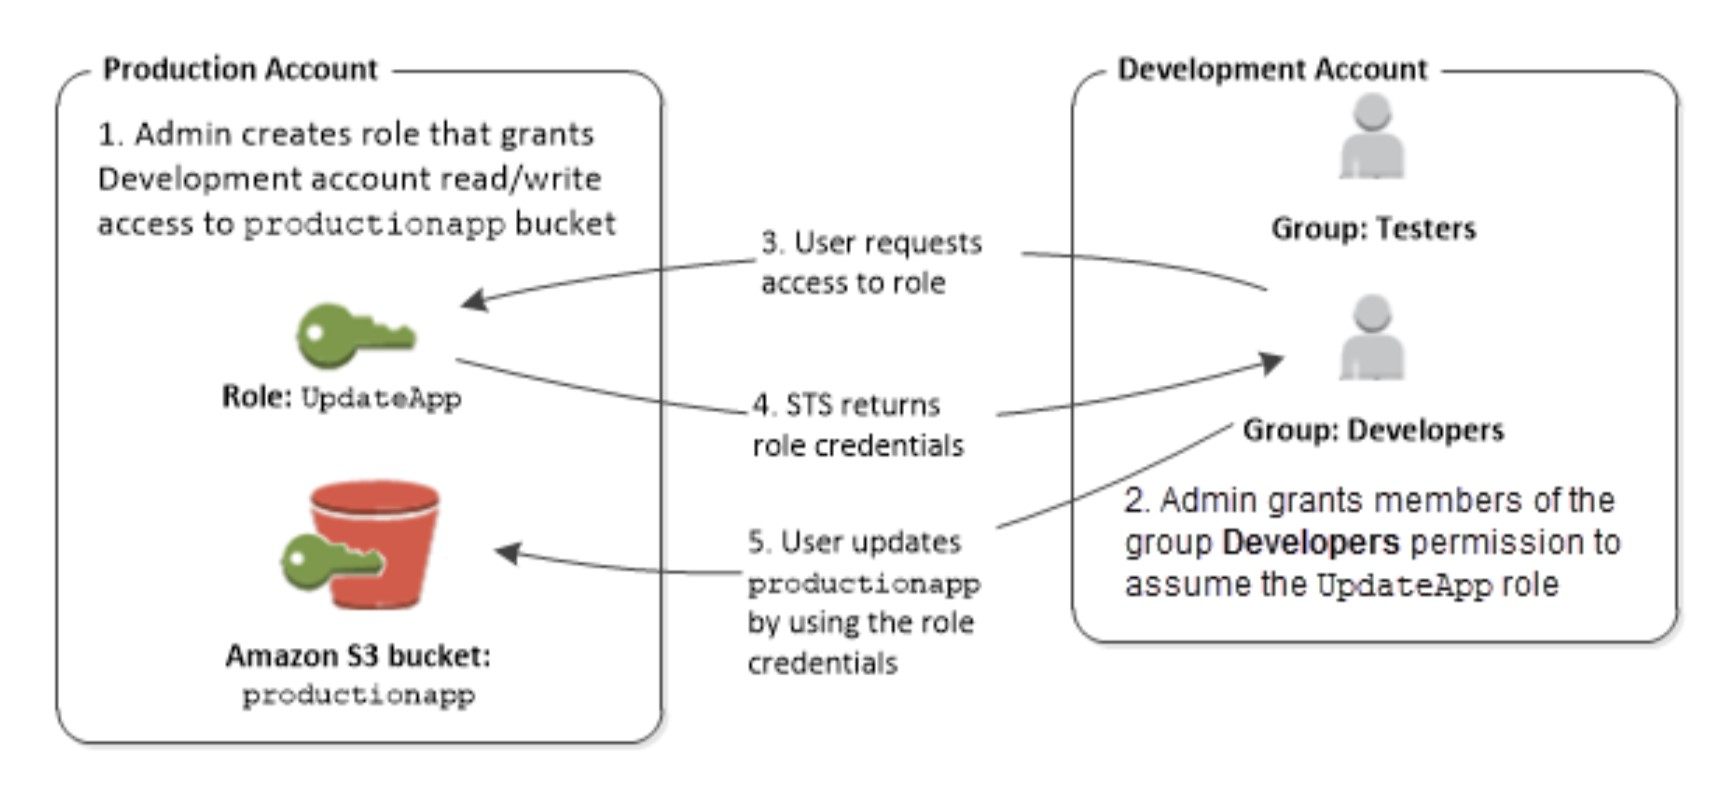 Production Account
1. Admin creates role that grants
Development account read/write
access to productionapp bucket
Role: UpdateApp
Amazon S3 bucket:
productionapp
3. User requests
access to role
4. STS returns
role credentials
5. User updates
productionapp
by using the role
credentials
Development Account
Group: Testers
Group: Developers
2. Admin grants members of the
group Developers permission to
assume the UpdateApp role